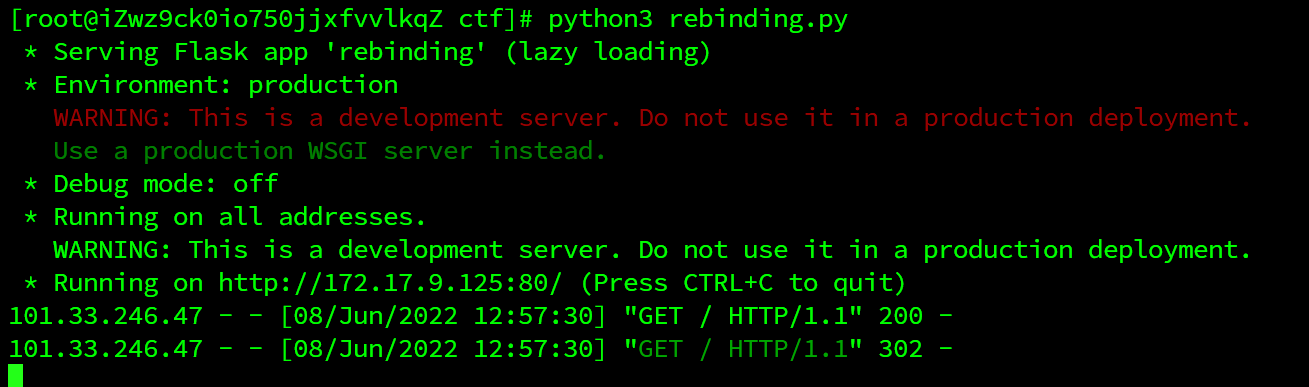 [root@iZwz9ck0io750jjxfvvlkqZ ctf]# python3 rebinding.py
* Serving Flask app 'rebinding' (lazy loading)
* Environment: production
WARNING: This is a development server. Do not use it in a production deployment.
Use a production WSGI server instead.
* Debug mode: off
* Running on all addresses.
WARNING: This is a development server. Do not use it in a production deployment.
* Running on http://172.17.9.125:80/ (Press CTRL+C to quit)
101.33.246.47 - - [08/Jun/2022 12:57:30] "GET / HTTP/1.1" 200 -
101.33.246.47 - - [08/Jun/2022 12:57:30] "GET / HTTP/1.1" 302 -